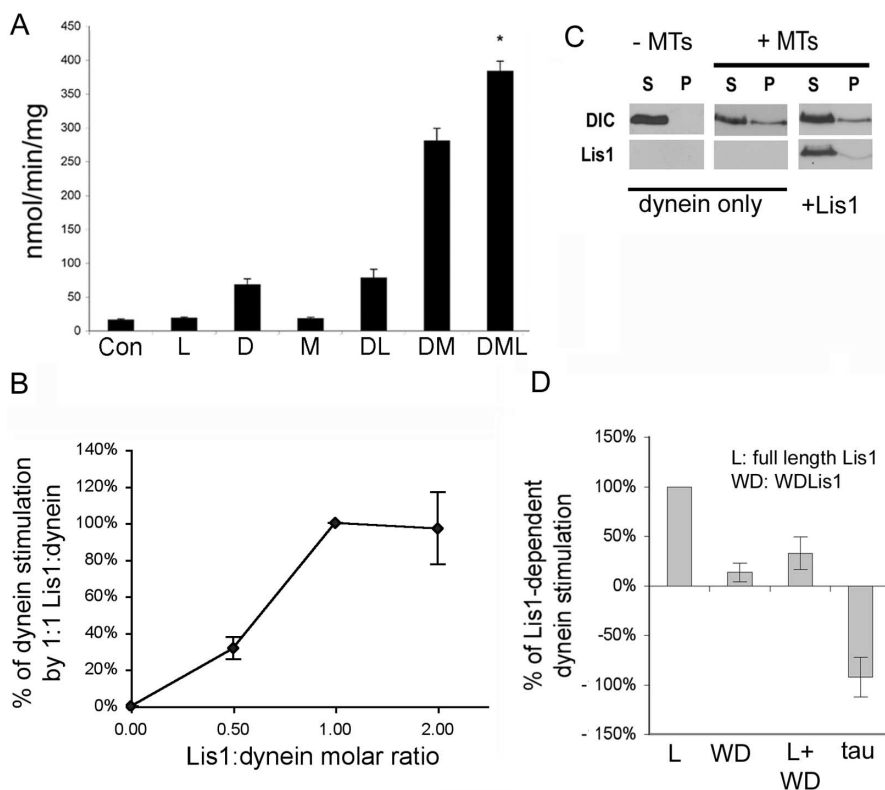 A
nmol/min/mg
450
400
350
300
250
200
150
100
50
0
*
Con L D M DL DM DML
B
% of dynein stimulation
by 1:1 Lis1:dynein
140%
120%
100%
80%
60%
40%
20%
0%
0.00 0.50 1.00 2.00
Lis1:dynein molar ratio
C
- MTs + MTs
S P S P S P
DIC
Lis1
dynein only +Lis1
D
% of Lis1-dependent
dynein stimulation
150%
100%
50%
0%
-50%
- 100%
- 150%
L: full length Lis1
WD: WDLis1
L WD L+ tau
WD